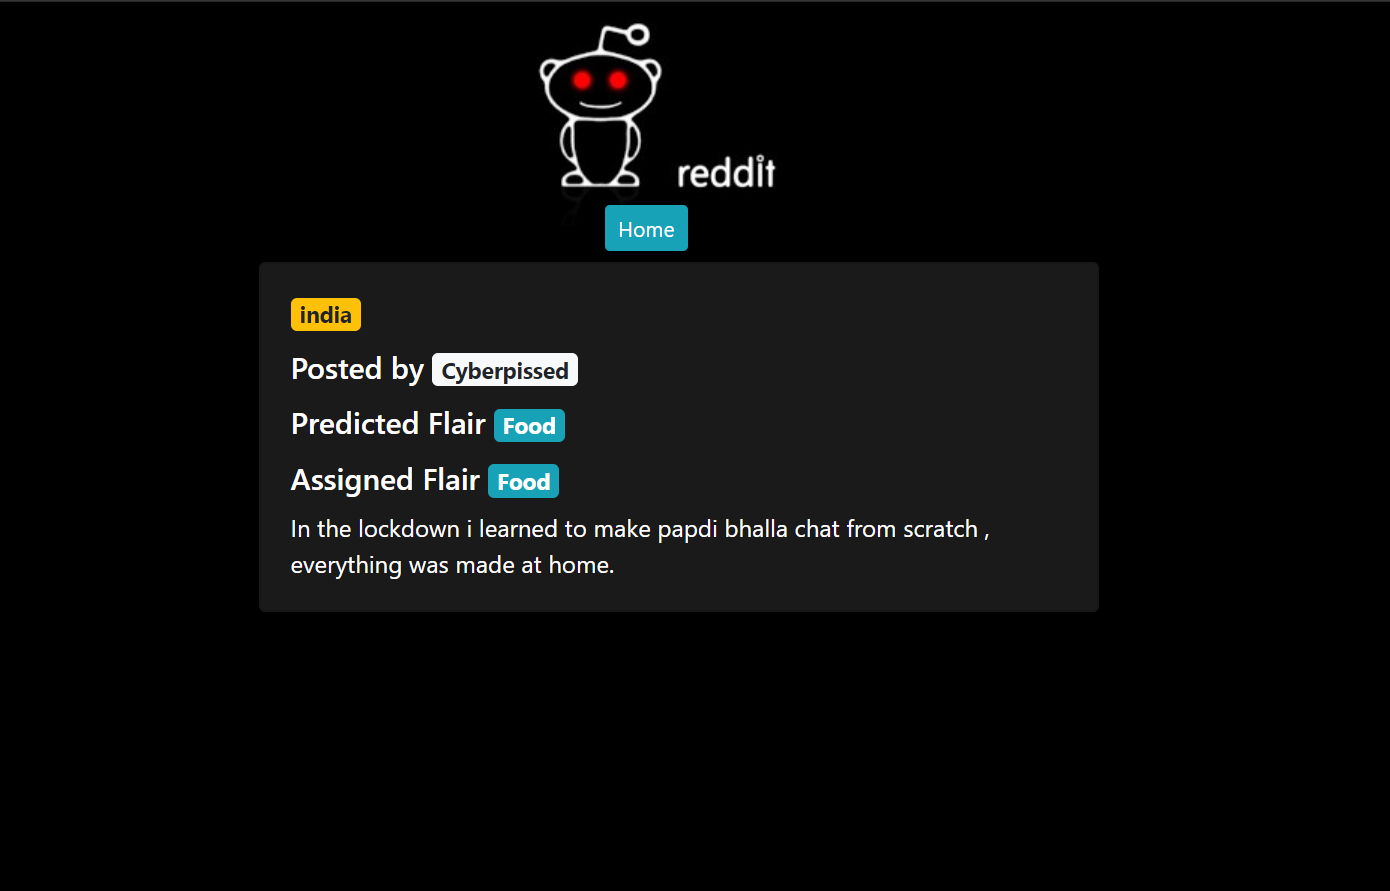 reddit
Home
india
Posted by Cyberpissed
Predicted Flair Food
Assigned Flair Food
In the lockdown i learned to make papdi bhalla chat from scratch ,
everything was made at home.